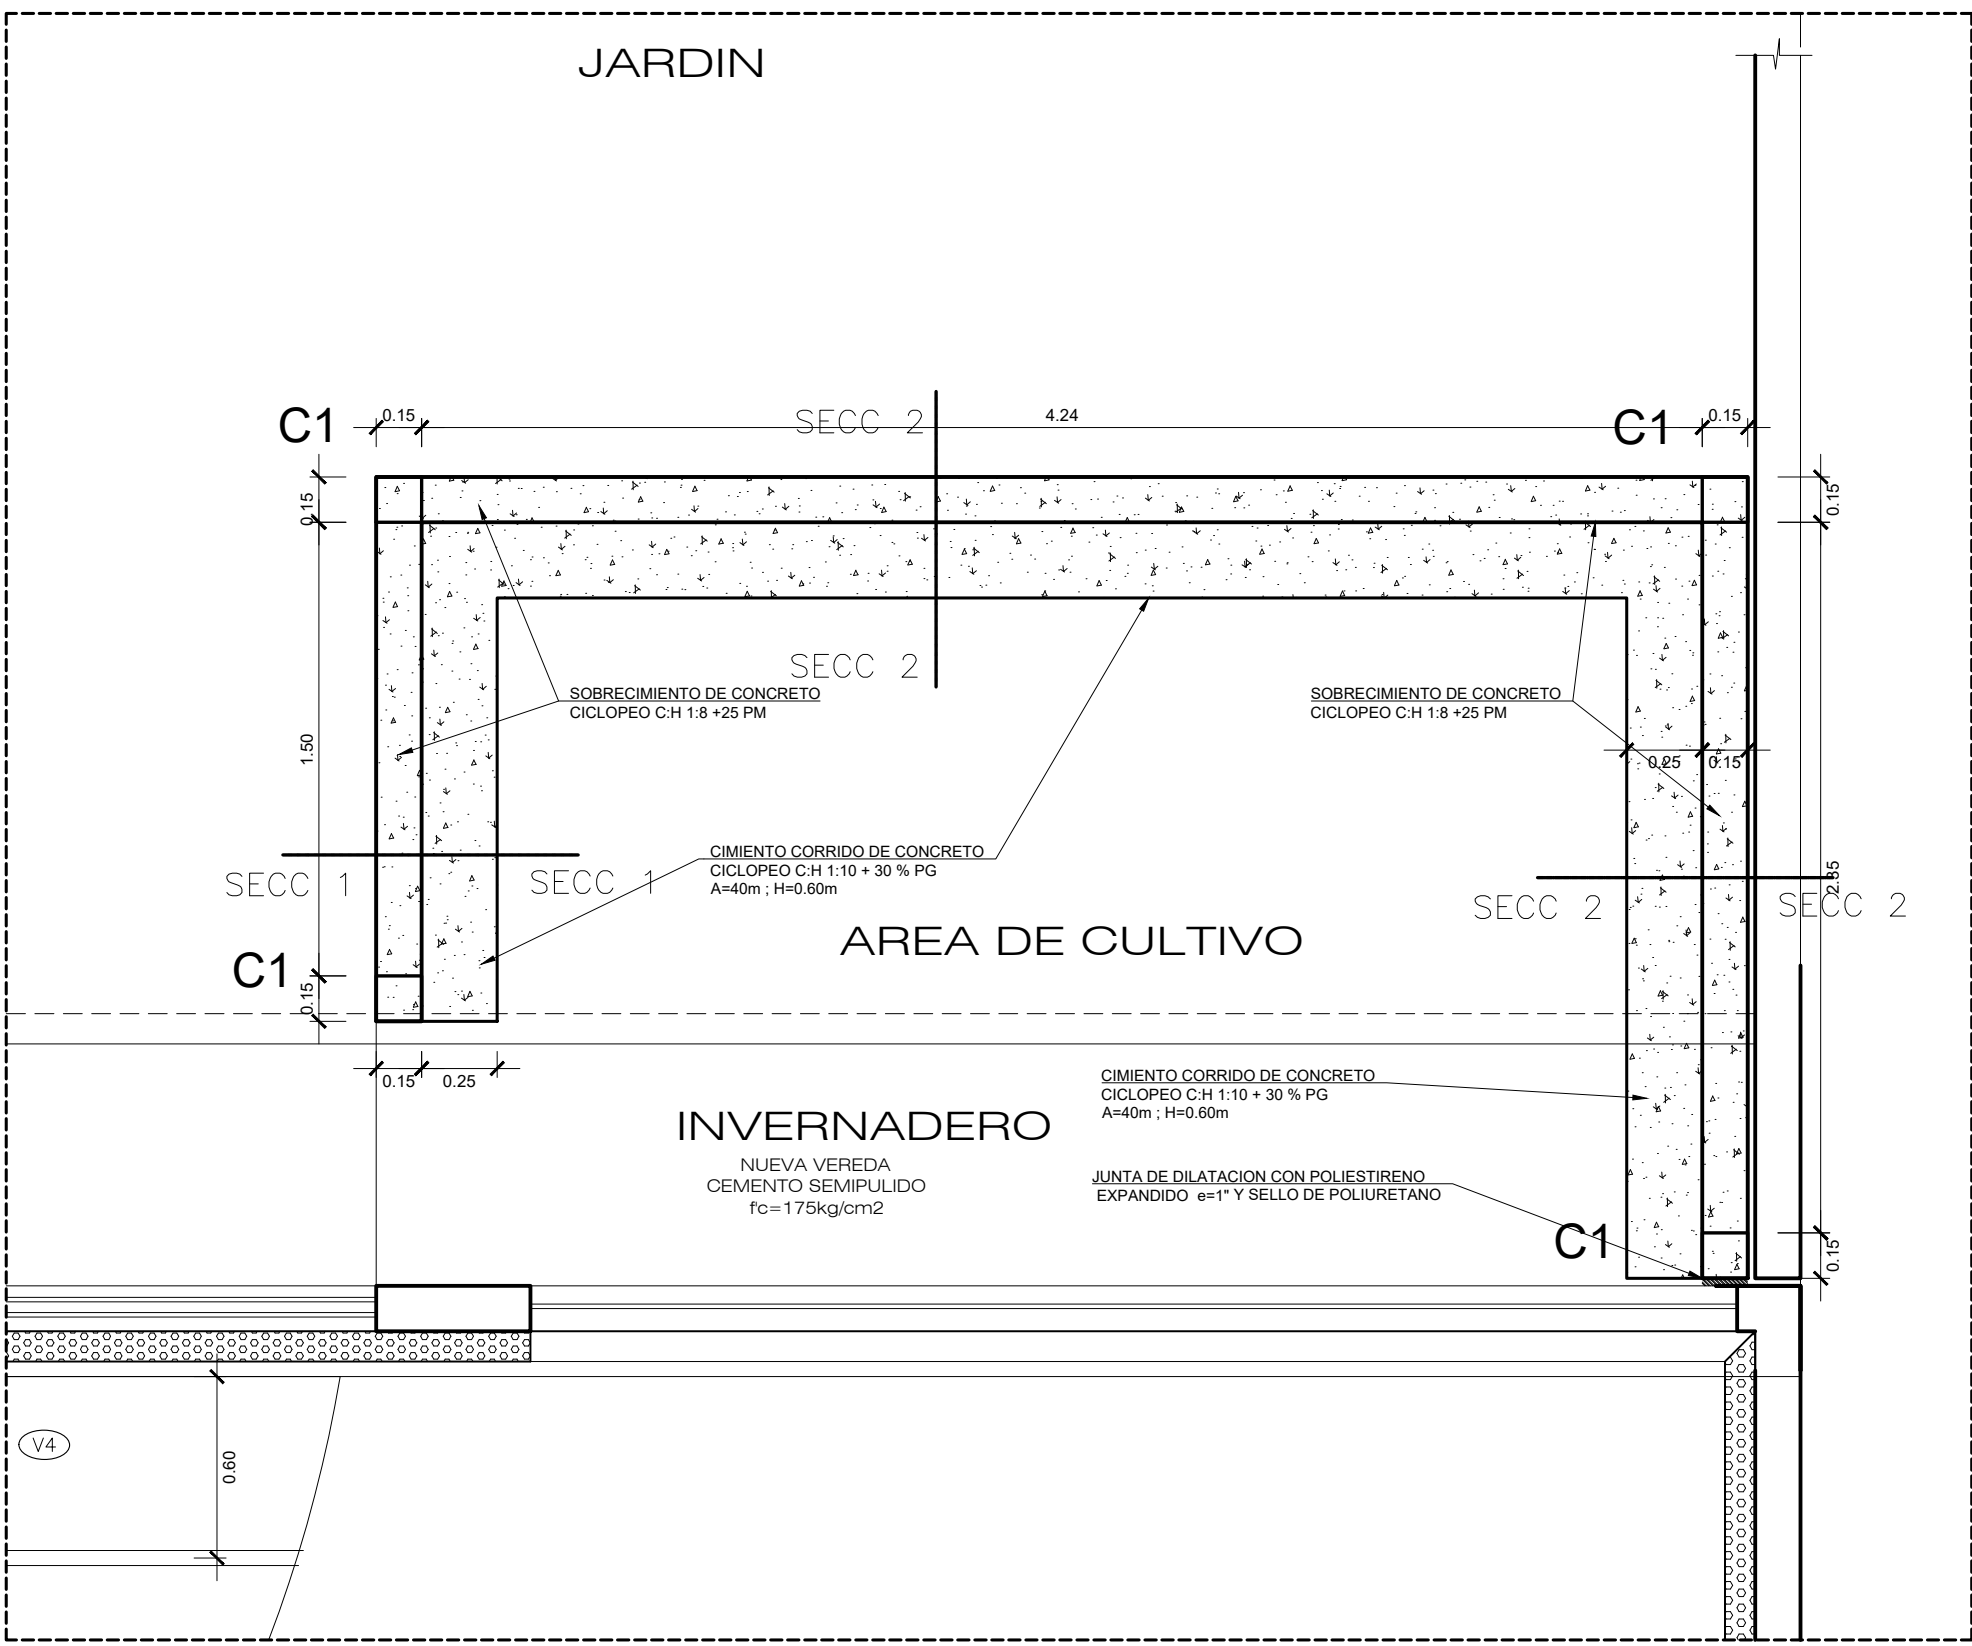 JARDIN
C1
0.15
SECC 2
4.24
C1
0.15
0.15
0.15
SECC 2
SOBRECIMIENTO DE CONCRETO
CICLOPEO C:H 1:8 +25 PM
SOBRECIMIENTO DE CONCRETO
CICLOPEO C:H 1:8 +25 PM
1.50
0.25
0.15
CIMIENTO CORRIDO DE CONCRETO
CICLOPEO C:H 1:10 + 30 % PG
A=40m ; H=0.60m
SECC 1
SECC 1
2.35
SECC 2
SECC 2
AREA DE CULTIVO
C1
0.15
0.15
0.25
CIMIENTO CORRIDO DE CONCRETO
CICLOPEO C:H 1:10 + 30 % PG
A=40m ; H=0.60m
INVERNADERO
NUEVA VEREDA
CEMENTO SEMIPULIDO
f'c=175kg/cm2
JUNTA DE DILATACION CON POLIESTIRENO
EXPANDIDO e=1" Y SELLO DE POLIURETANO
C1
0.15
V4
0.60